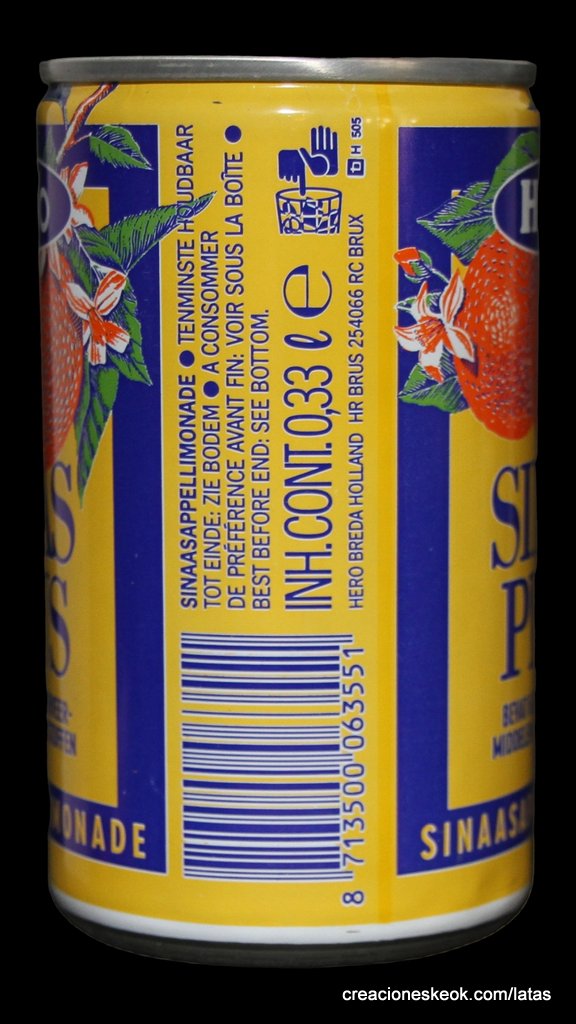 SINAASAPPELLIMONADE ● TENMINSTE HOUDBAAR
TOT EINDE: ZIE BODEM ● A CONSOMMER
DE PRÉFÉRENCE AVANT FIN: VOIR SOUS LA BOÎTE ●
BEST BEFORE END: SEE BOTTOM.
INH. CONT. 0,33 ℓ e
HERO BREDA HOLLAND HR BRUS 254066 RC BRUX
H 505
8 713500 063551
creacioneskeok.com/latas